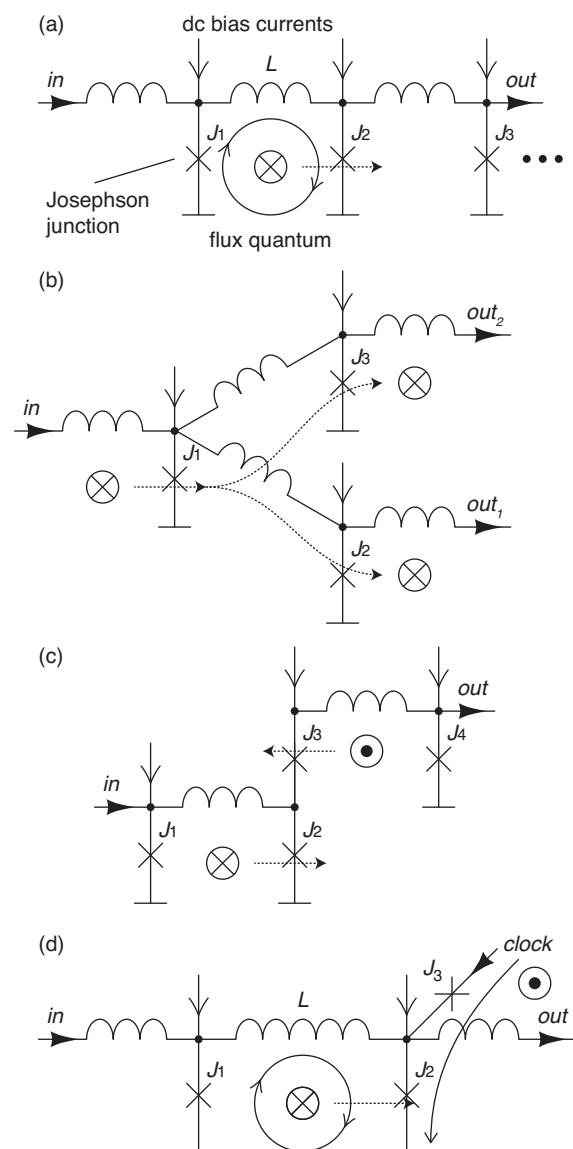 (a)
dc bias currents
in
L
out
J1
J2
J3
Josephson
junction
flux quantum
(b)
out2
J3
in
J1
out1
J2
(c)
out
J3
J4
in
J1
J2
(d)
clock
J3
in
L
out
J1
J2